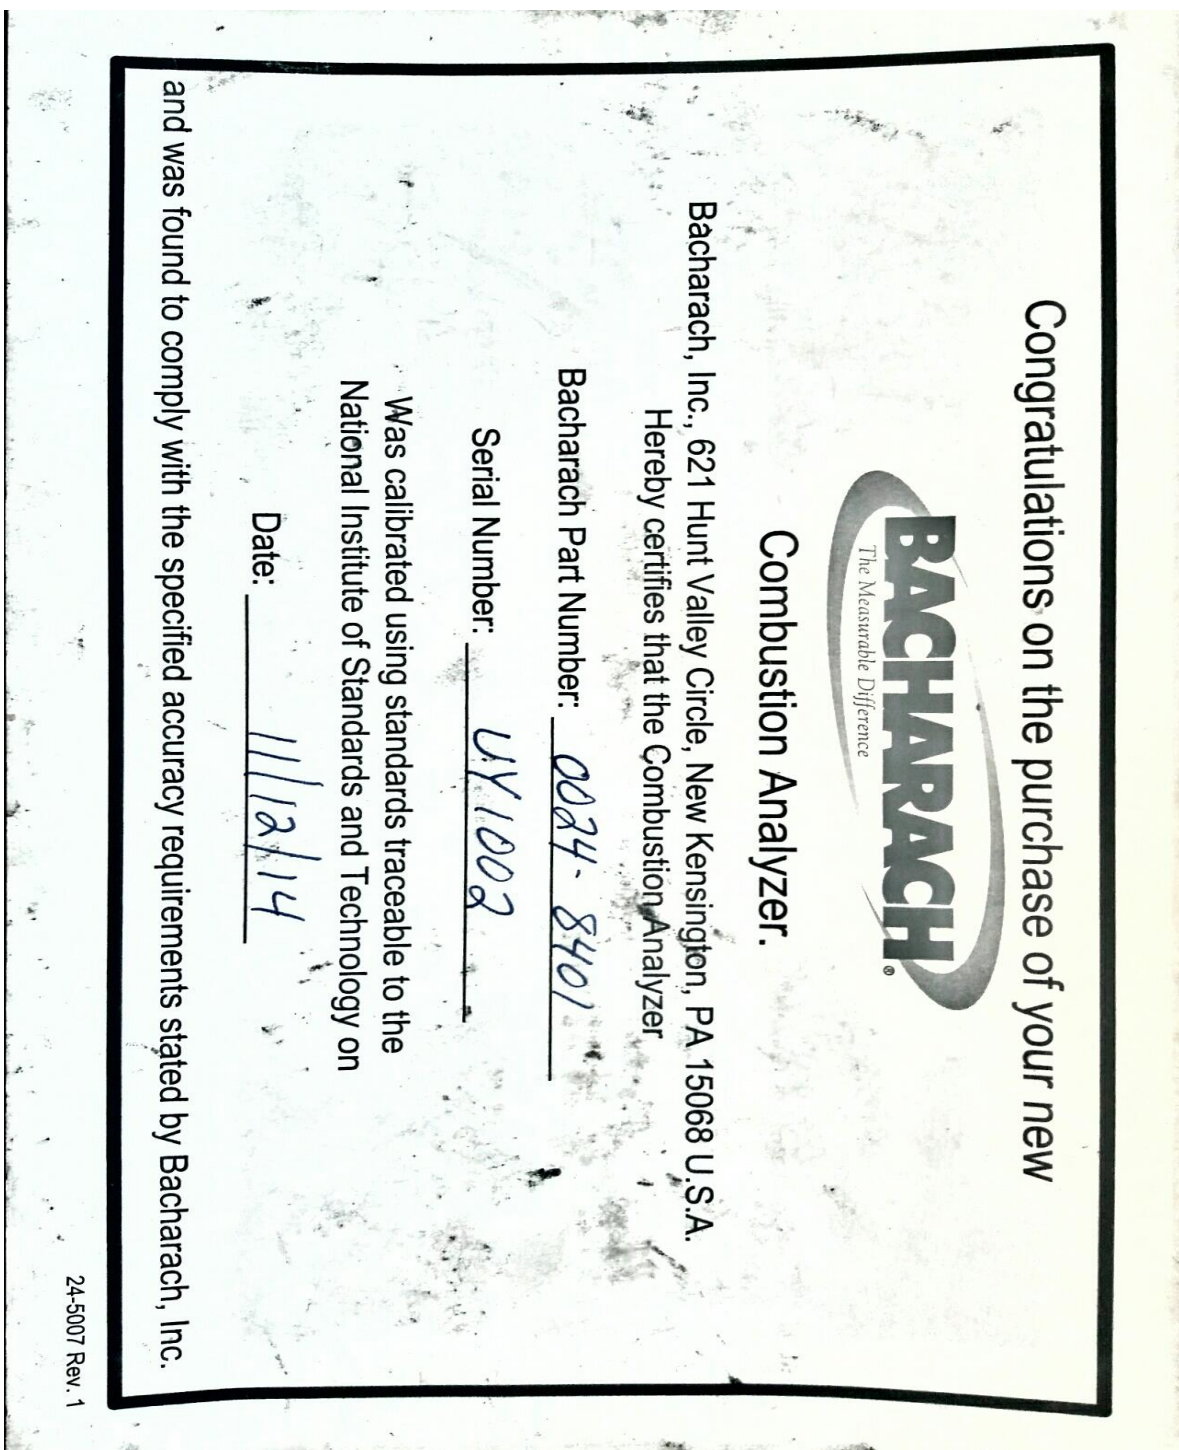 Congratulations on the purchase of your new
BACHARACH®
The Measurable Difference
Combustion Analyzer.
Bacharach, Inc., 621 Hunt Valley Circle, New Kensington, PA 15068 U.S.A.
Hereby certifies that the Combustion Analyzer
Bacharach Part Number: 0024-8401
Serial Number: UY1002
Was calibrated using standards traceable to the
National Institute of Standards and Technology on
Date: 11/12/14
and was found to comply with the specified accuracy requirements stated by Bacharach, Inc.
24-5007 Rev. 1